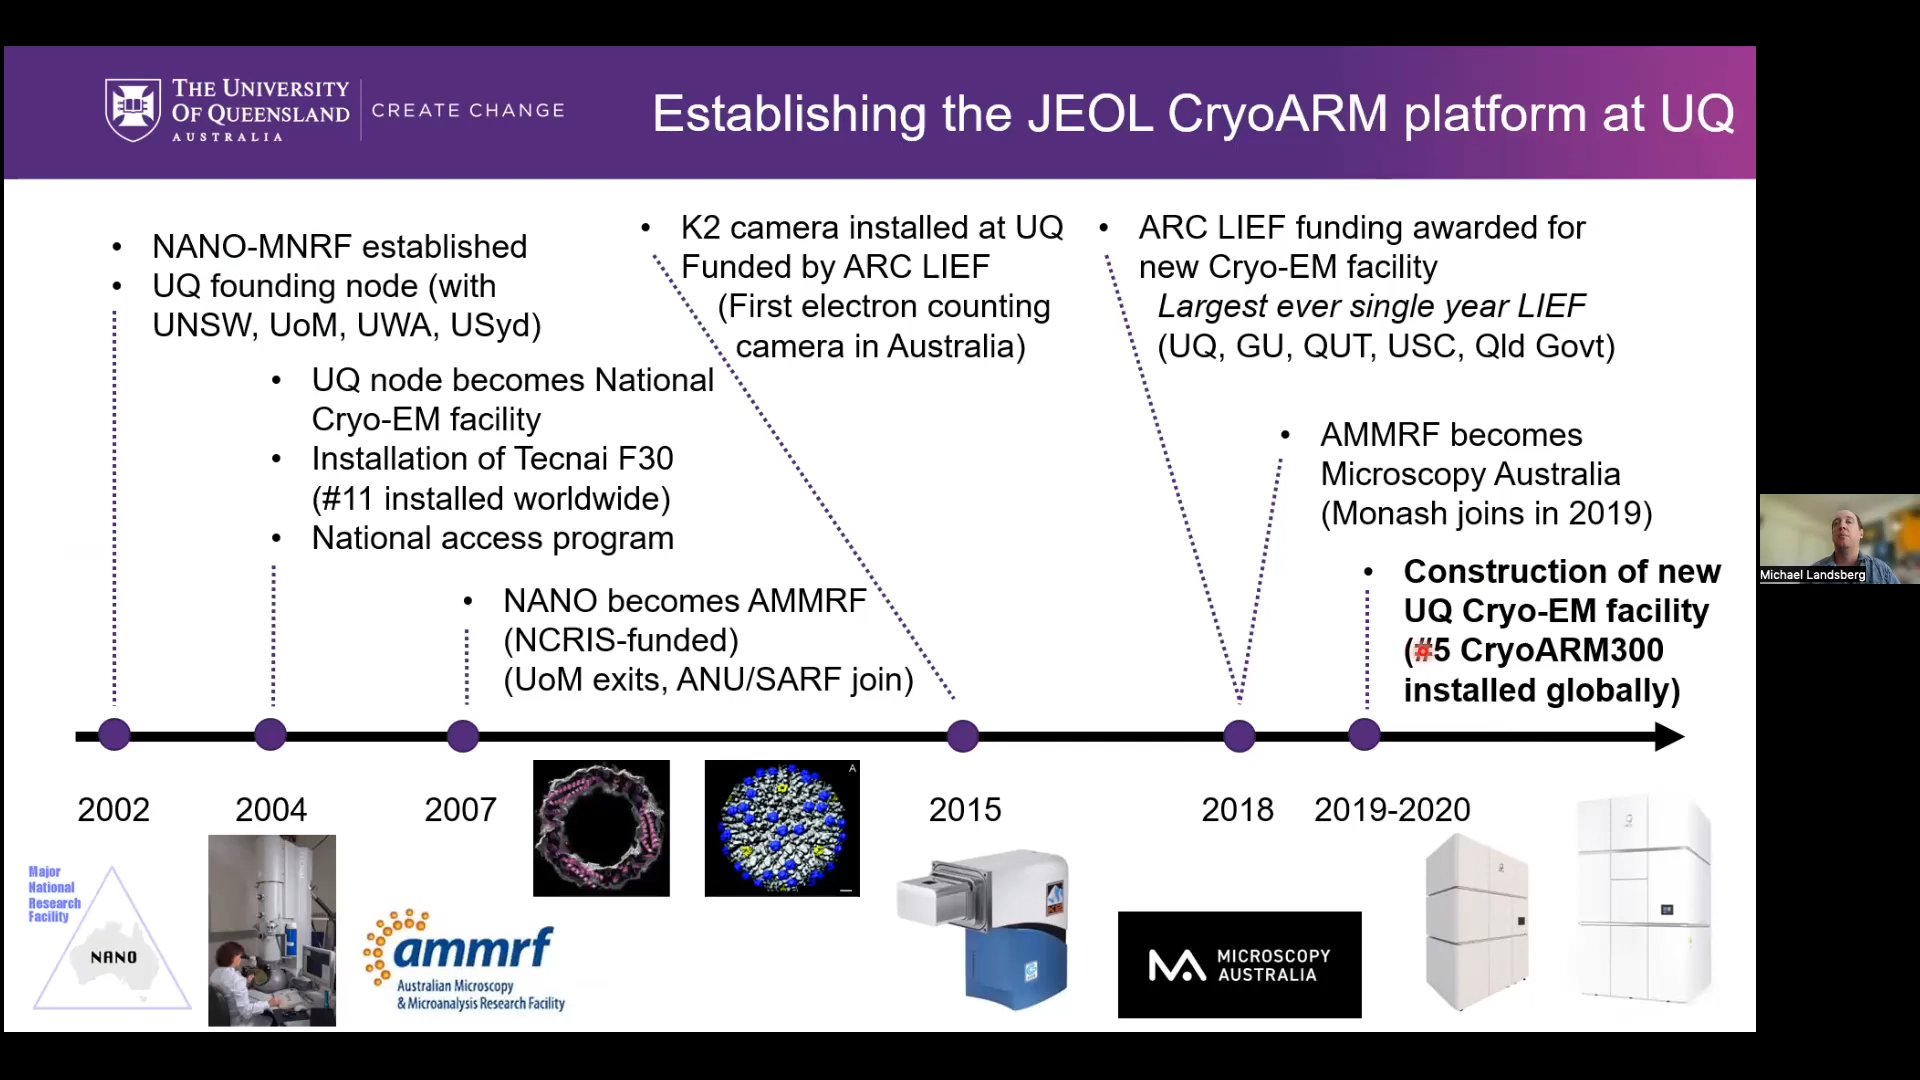 THE UNIVERSITY
OF QUEENSLAND
AUSTRALIA
CREATE CHANGE
Establishing the JEOL CryoARM platform at UQ
• NANO-MNRF established
• UQ founding node (with
UNSW, UoM, UWA, USyd)
• UQ node becomes National
Cryo-EM facility
• Installation of Tecnai F30
(#11 installed worldwide)
• National access program
• NANO becomes AMMRF
(NCRIS-funded)
(UoM exits, ANU/SARF join)
• K2 camera installed at UQ
Funded by ARC LIEF
(First electron counting
camera in Australia)
• ARC LIEF funding awarded for
new Cryo-EM facility
Largest ever single year LIEF
(UQ, GU, QUT, USC, Qld Govt)
• AMMRF becomes
Microscopy Australia
(Monash joins in 2019)
• Construction of new
UQ Cryo-EM facility
(#5 CryoARM300
installed globally)
Michael Landsberg
2002
2004
2007
2015
2018
2019-2020
A
Major
National
Research
Facility
NANO
ammrf
Australian Microscopy
& Microanalysis Research Facility
MICROSCOPY
AUSTRALIA